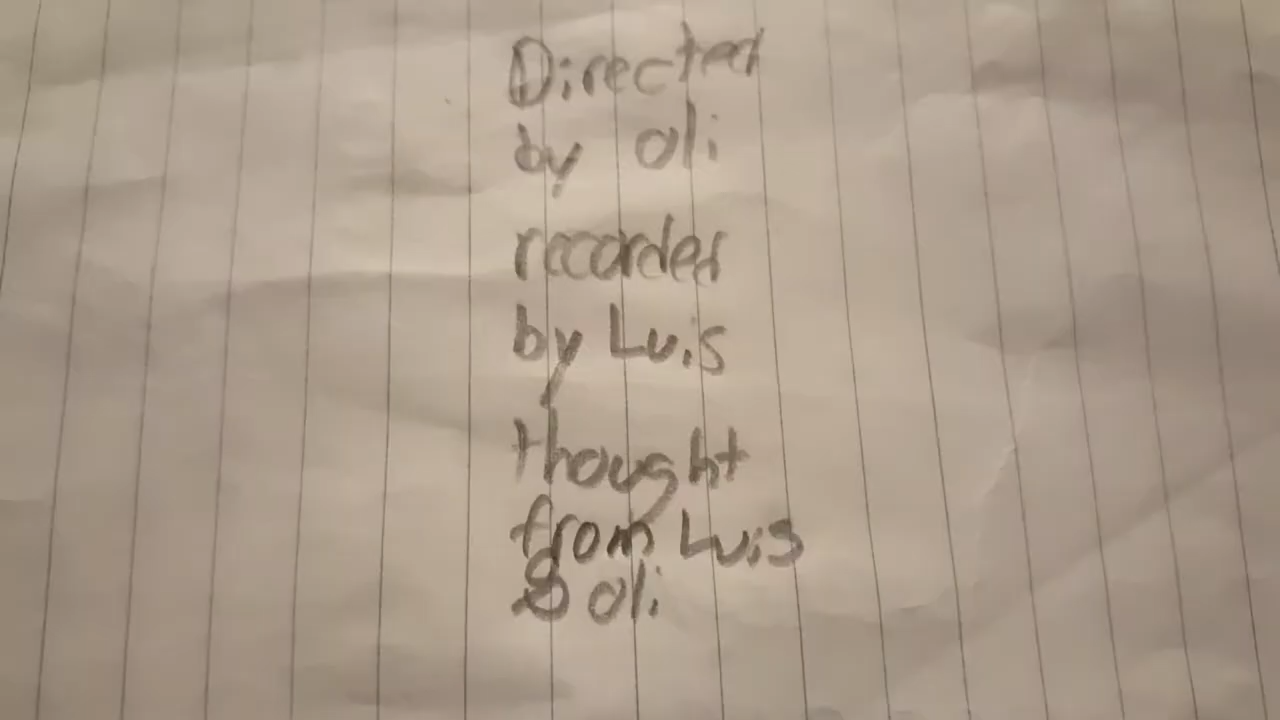 Directed
by Oli
recorded
by Luis
thought
from Luis
& Oli